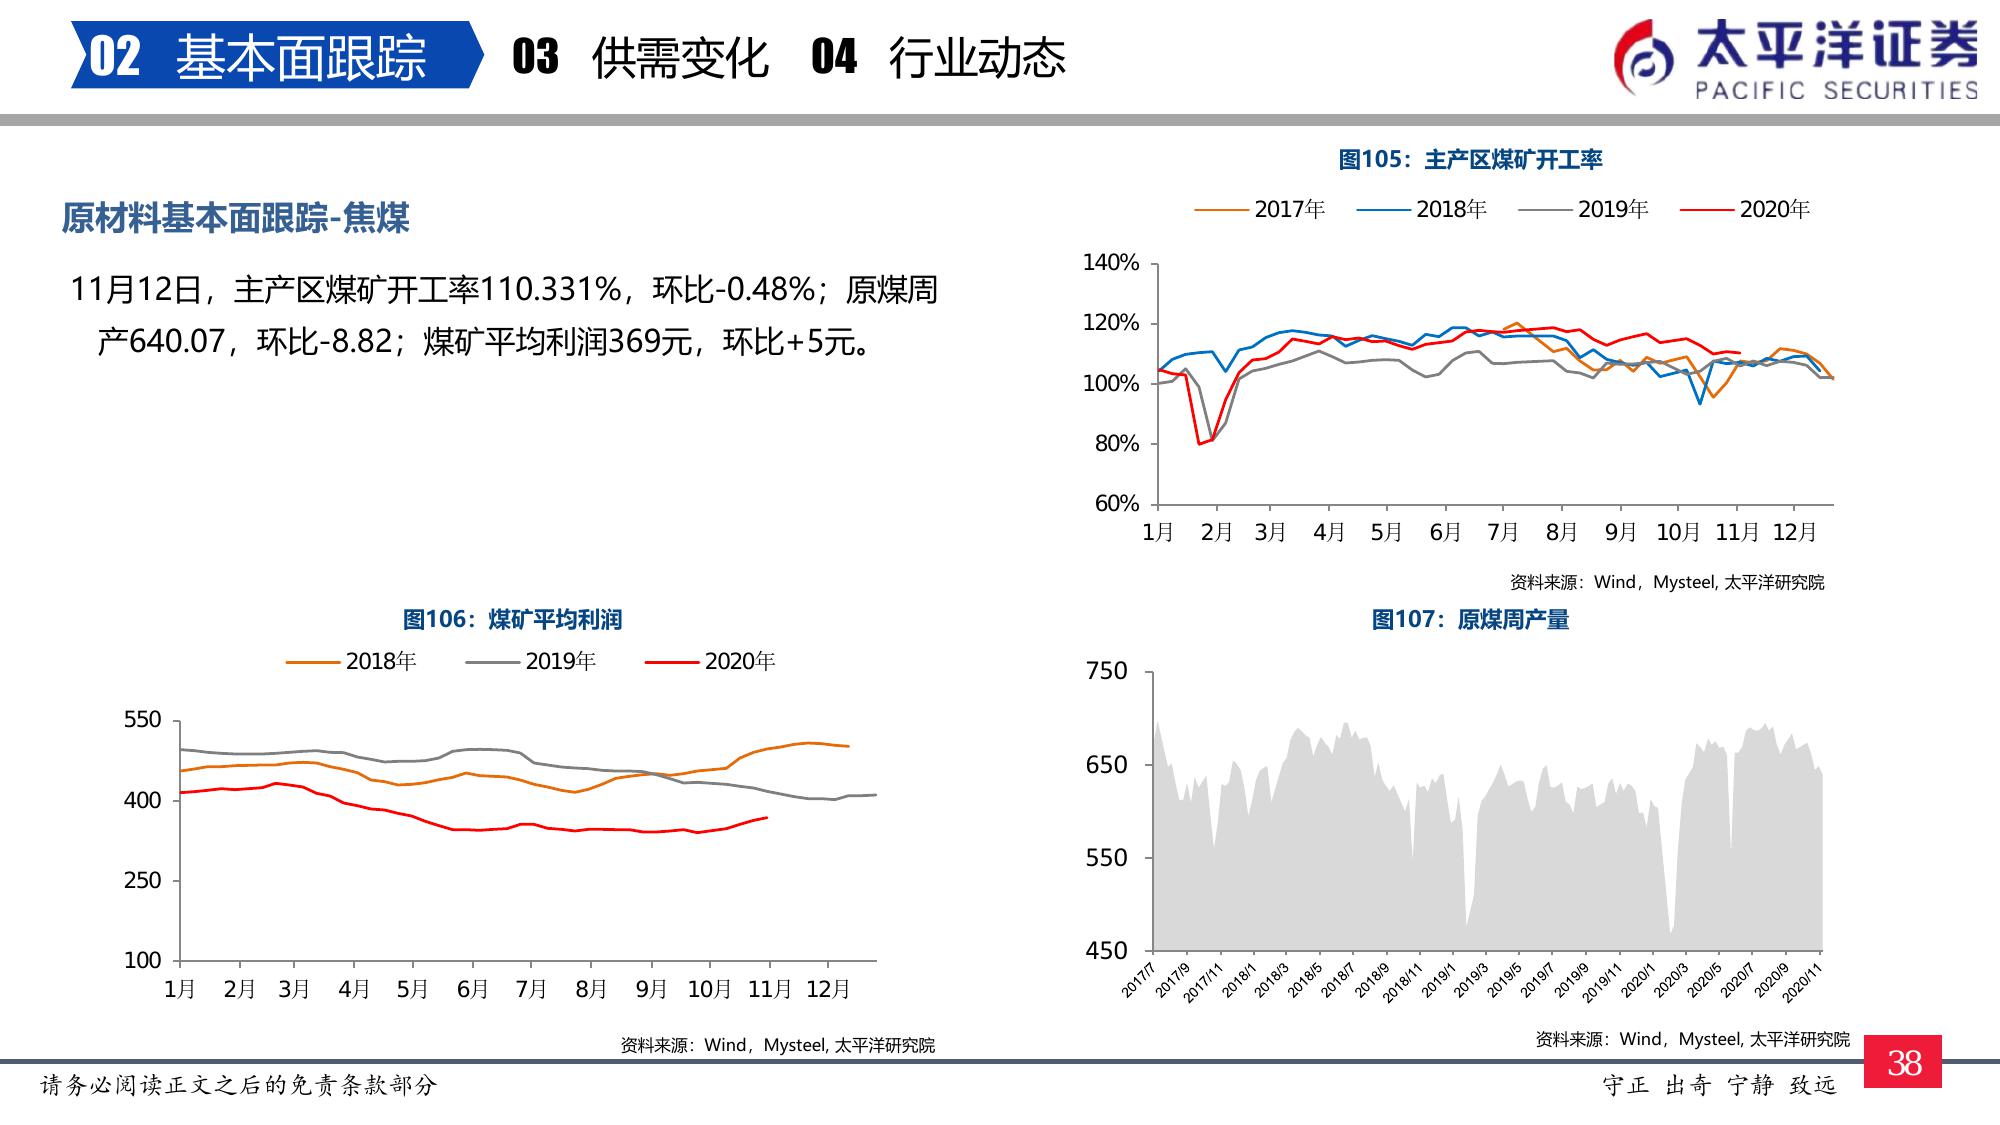 02 基本面跟踪 03 供需变化 04 行业动态
太平洋证券
PACIFIC SECURITIES
原材料基本面跟踪-焦煤
11月12日，主产区煤矿开工率110.331%，环比-0.48%；原煤周
产640.07，环比-8.82；煤矿平均利润369元，环比+5元。
图105：主产区煤矿开工率
2017年 2018年 2019年 2020年
140%
120%
100%
80%
60%
1月 2月 3月 4月 5月 6月 7月 8月 9月 10月 11月 12月
资料来源：Wind，Mysteel, 太平洋研究院
图106：煤矿平均利润
2018年 2019年 2020年
550
400
250
100
1月 2月 3月 4月 5月 6月 7月 8月 9月 10月 11月 12月
资料来源：Wind，Mysteel, 太平洋研究院
图107：原煤周产量
750
650
550
450
2017/7 2017/9 2017/11 2018/1 2018/3 2018/5 2018/7 2018/9 2018/11 2019/1 2019/3 2019/5 2019/7 2019/9 2019/11 2020/1 2020/3 2020/5 2020/7 2020/9 2020/11
资料来源：Wind，Mysteel, 太平洋研究院
请务必阅读正文之后的免责条款部分
守正 出奇 宁静 致远
38